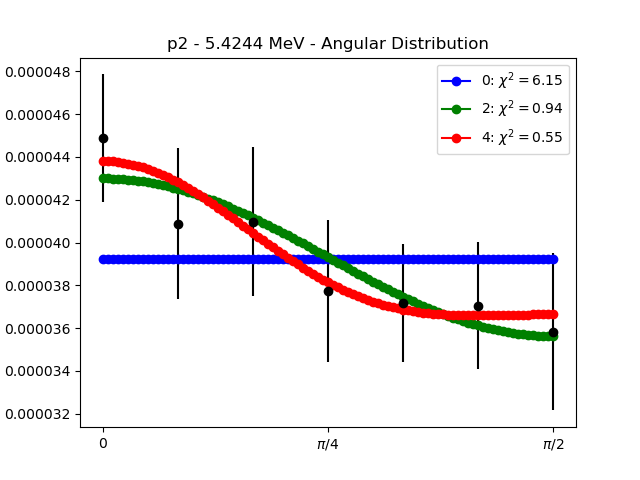 p2 - 5.4244 MeV - Angular Distribution
0.000048
0.000046
0.000044
0.000042
0.000040
0.000038
0.000036
0.000034
0.000032
0: χ² = 6.15
2: χ² = 0.94
4: χ² = 0.55
0
π/4
π/2